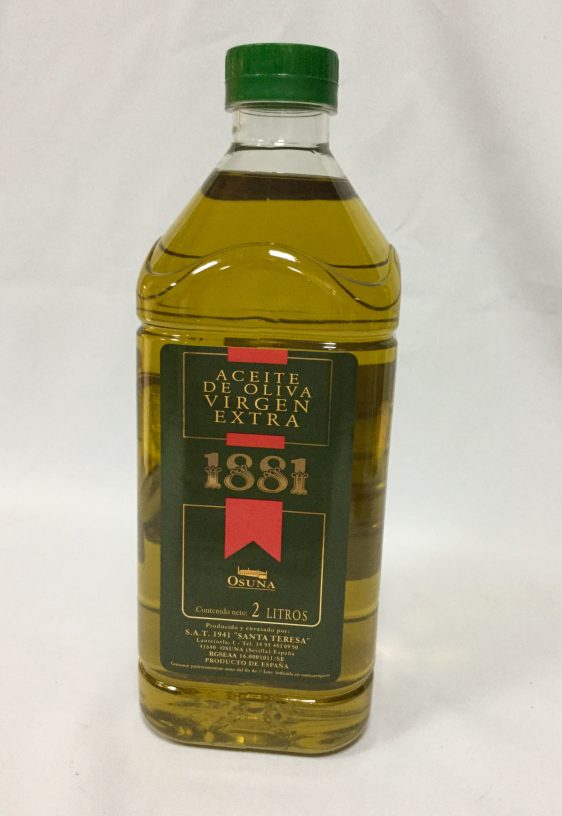 ACEITE
DE OLIVA
VIRGEN
EXTRA
1881
OSUNA
Contenido neto: 2 LITROS
Producido y envasado por:
S.A.T. 1941 "SANTA TERESA"
41640 OSUNA (Sevilla) España
PRODUCTO DE ESPAÑA